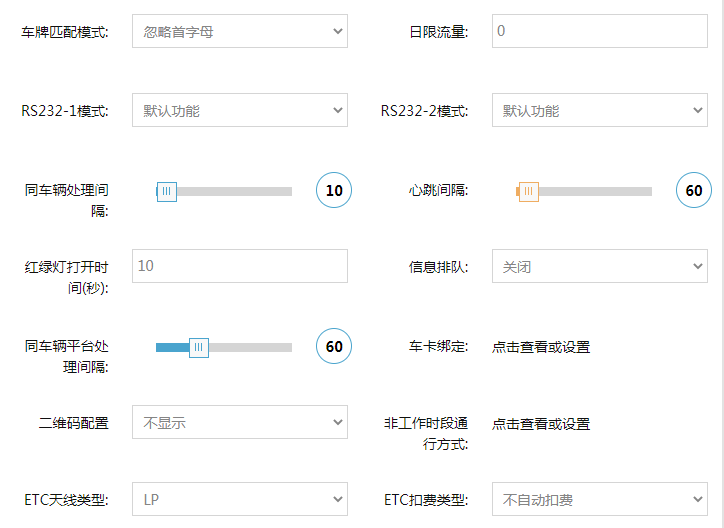 车牌匹配模式: 忽略首字母 日限流量: 0
RS232-1模式: 默认功能 RS232-2模式: 默认功能
同车辆处理间
隔: 10 心跳间隔: 60
红绿灯打开时
间(秒): 10 信息排队: 关闭
同车辆平台处
理间隔: 60 车卡绑定: 点击查看或设置
二维码配置 不显示 非工作时段通
行方式: 点击查看或设置
ETC天线类型: LP ETC扣费类型: 不自动扣费